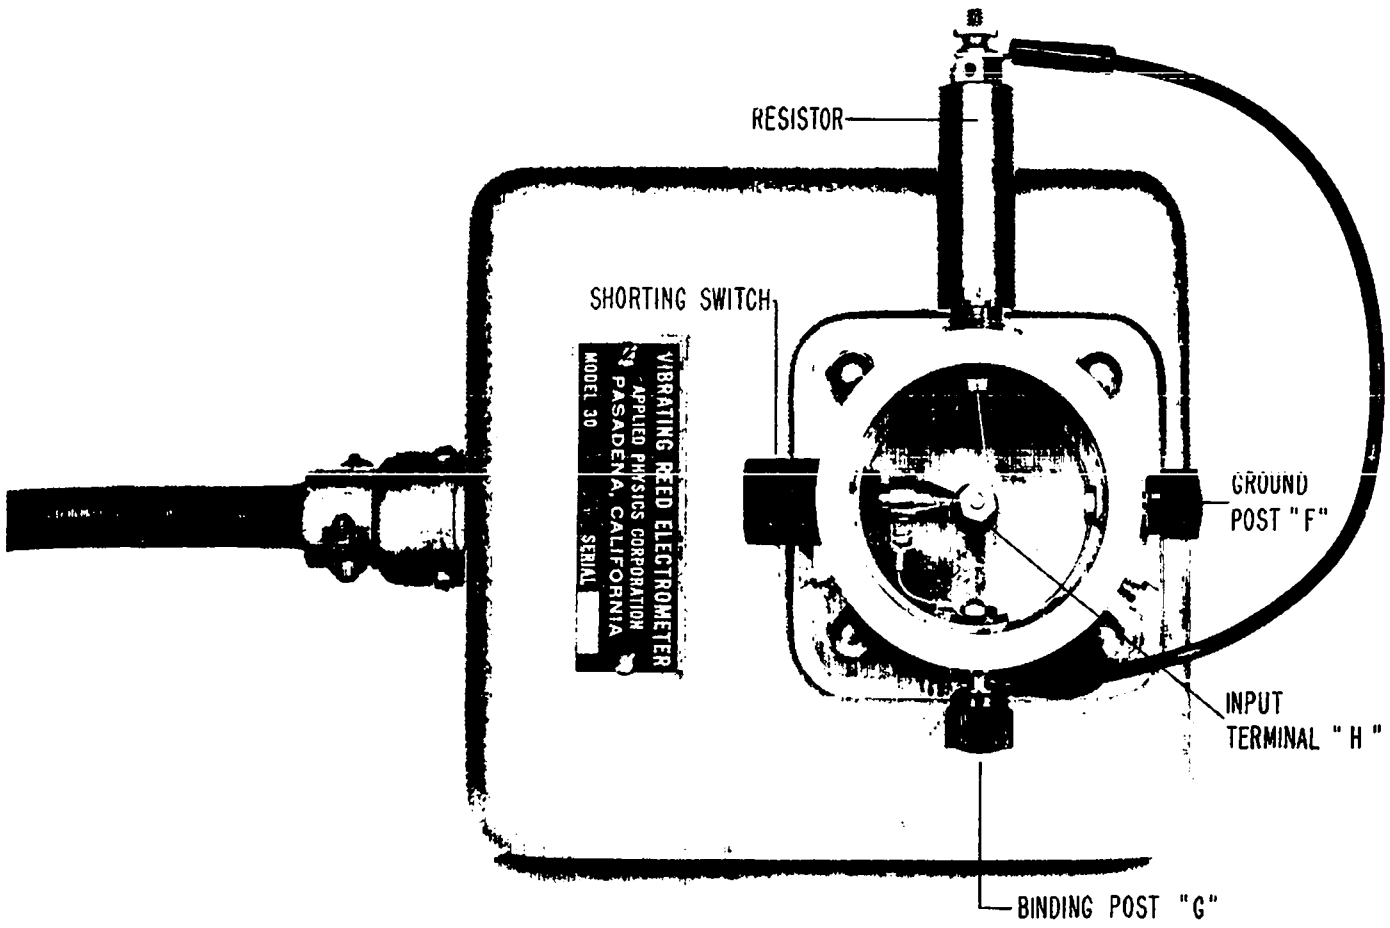 RESISTOR
SHORTING SWITCH
VIBRATING REED ELECTROMETER
APPLIED PHYSICS CORPORATION
PASADENA, CALIFORNIA
MODEL 30 SERIAL
GROUND
POST "F"
INPUT
TERMINAL "H"
BINDING POST "G"